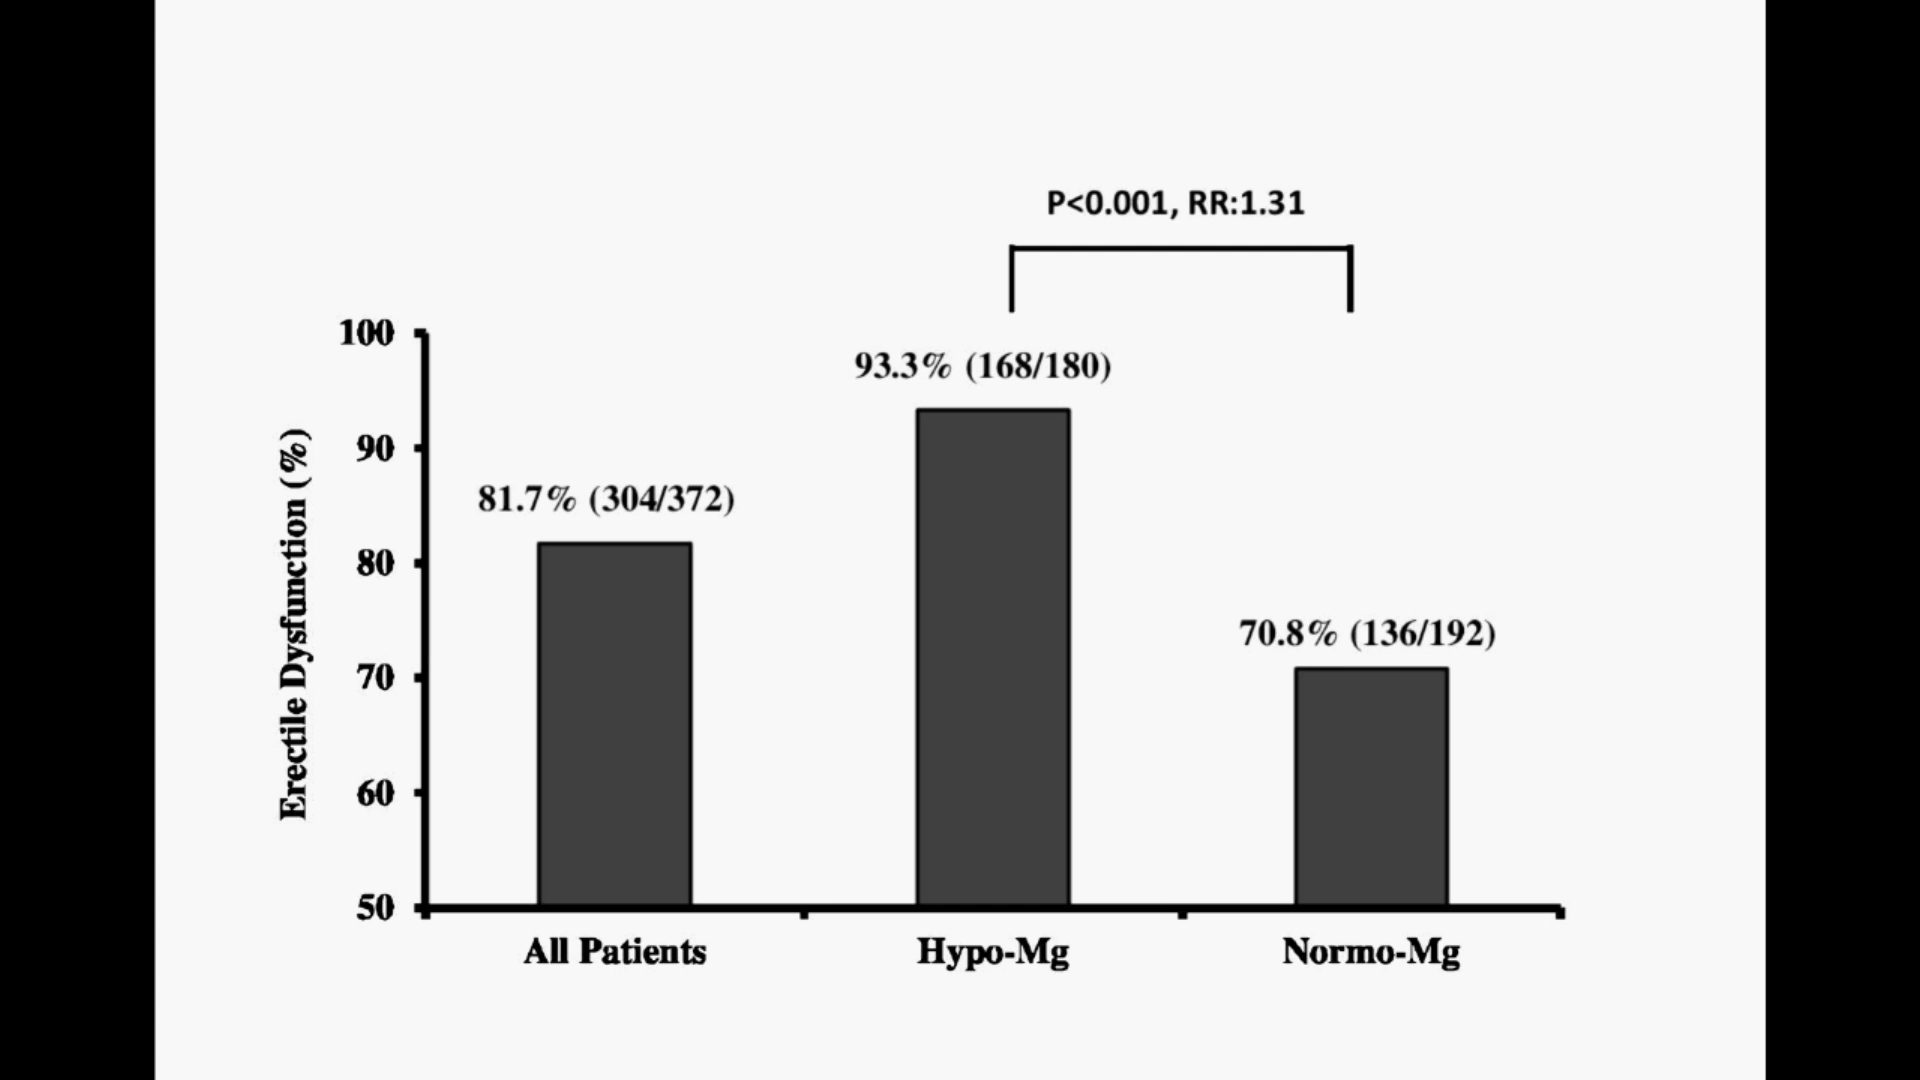 P<0.001, RR:1.31
100
93.3% (168/180)
90
81.7% (304/372)
80
70.8% (136/192)
70
60
50
Erectile Dysfunction (%)
All Patients
Hypo-Mg
Normo-Mg